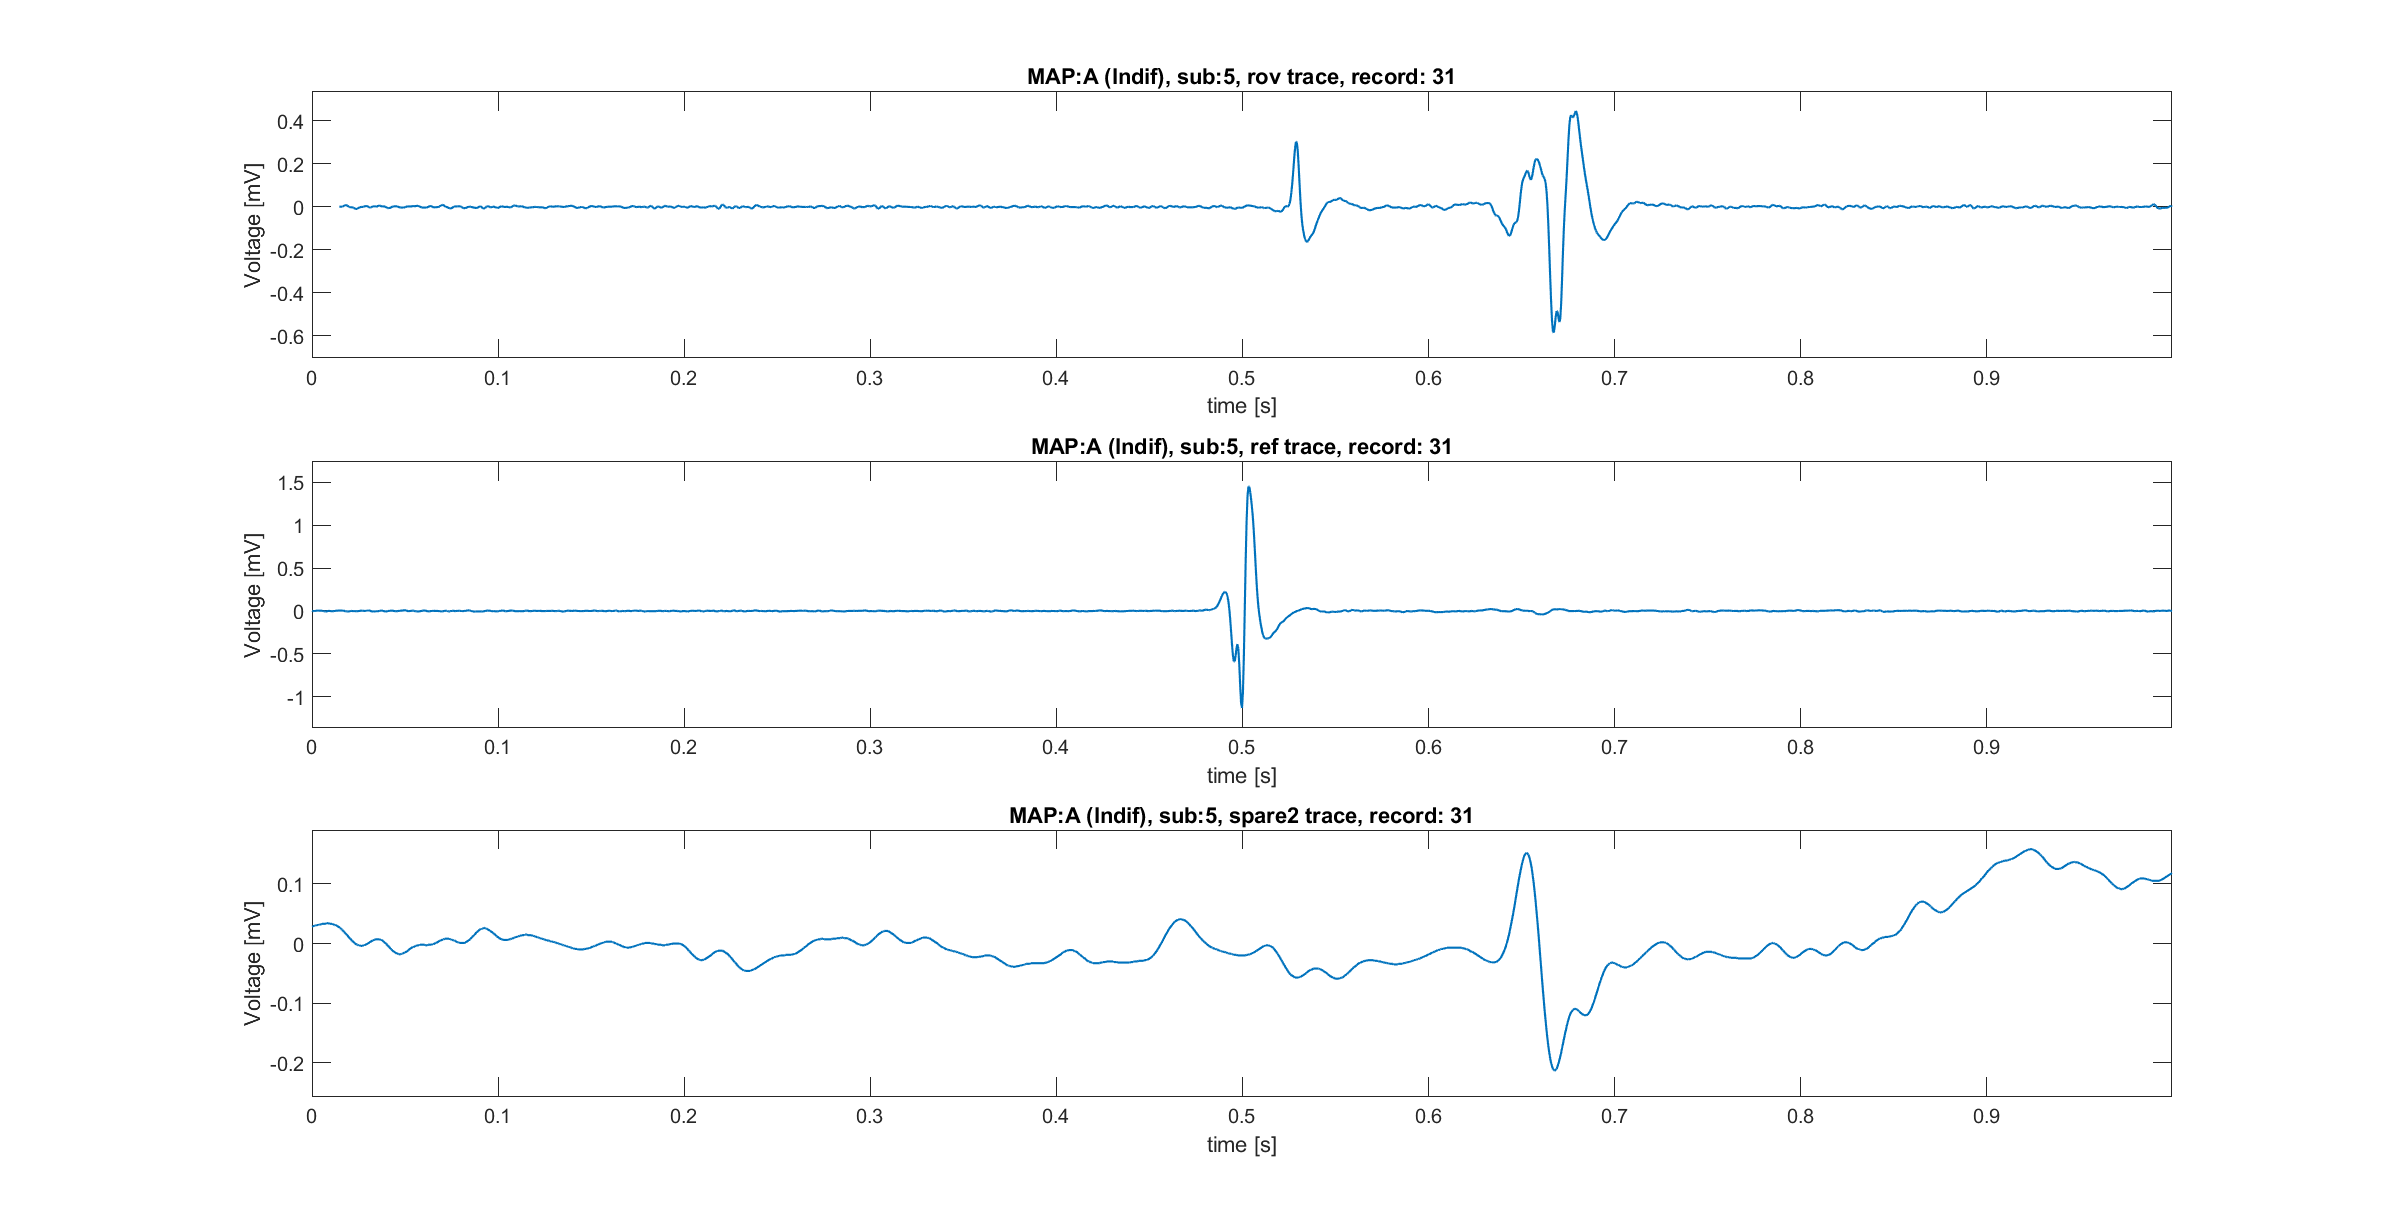 MAP:A (Indif), sub:5, rov trace, record: 31
Voltage [mV]
0.4
0.2
0
-0.2
-0.4
-0.6
0 0.1 0.2 0.3 0.4 0.5 0.6 0.7 0.8 0.9
time [s]
MAP:A (Indif), sub:5, ref trace, record: 31
Voltage [mV]
1.5
1
0.5
0
-0.5
-1
0 0.1 0.2 0.3 0.4 0.5 0.6 0.7 0.8 0.9
time [s]
MAP:A (Indif), sub:5, spare2 trace, record: 31
Voltage [mV]
0.1
0
-0.1
-0.2
0 0.1 0.2 0.3 0.4 0.5 0.6 0.7 0.8 0.9
time [s]